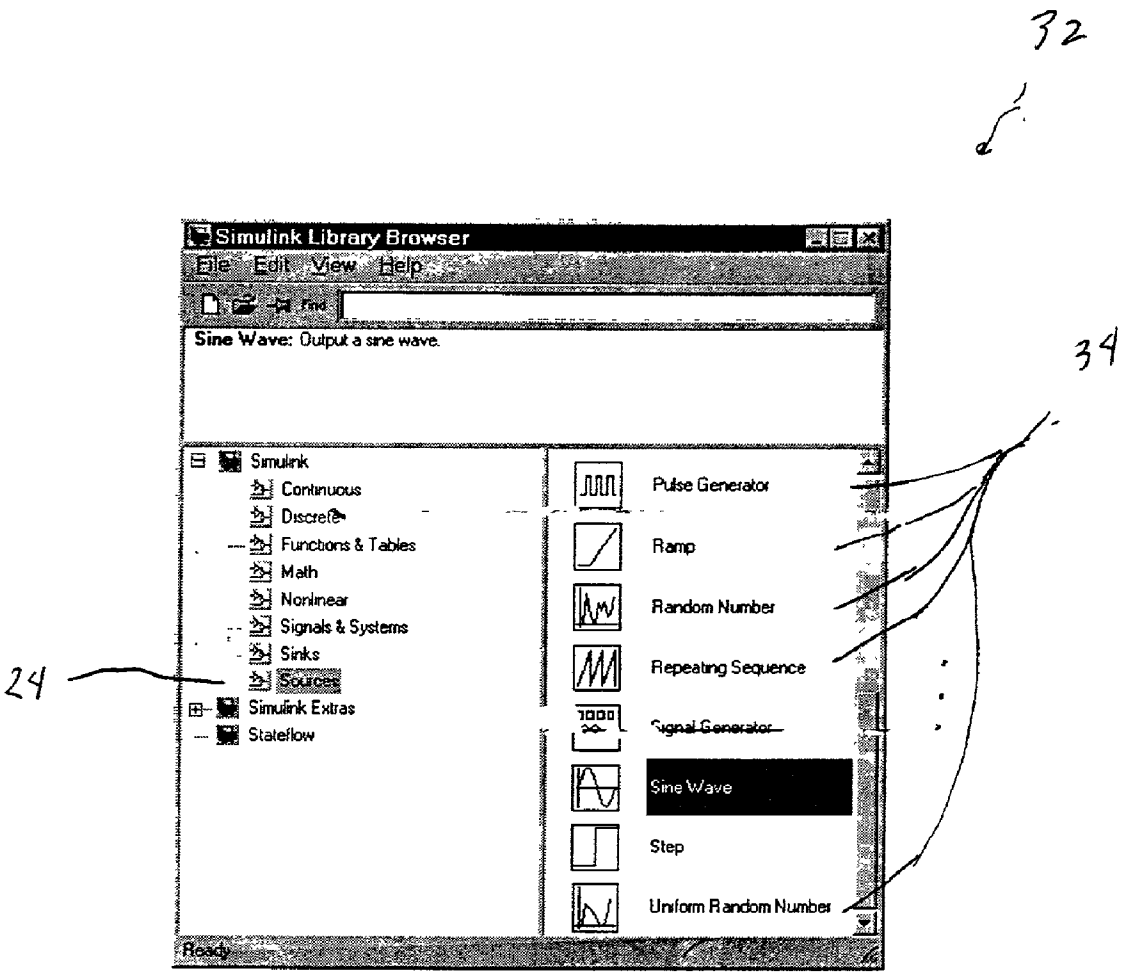 32
Simulink Library Browser
File Edit View Help
Find
Sine Wave: Output a sine wave.
34
Simulink
Continuous
Discrete
Functions & Tables
Math
Nonlinear
Signals & Systems
Sinks
24
Sources
Simulink Extras
Stateflow
Pulse Generator
Ramp
Random Number
Repeating Sequence
Signal Generator
Sine Wave
Step
Uniform Random Number
Ready